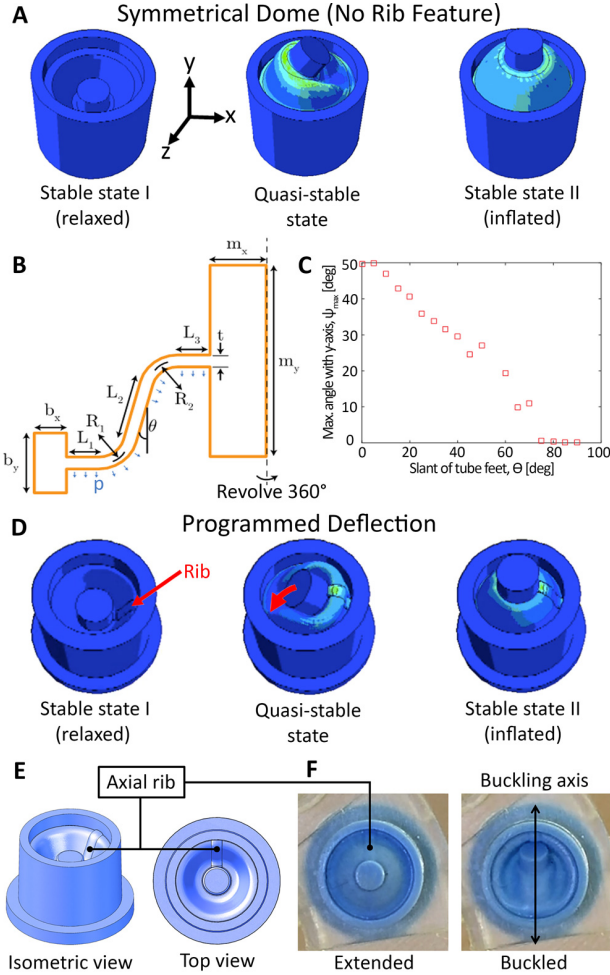 A Symmetrical Dome (No Rib Feature)
y
x
z
Stable state I
(relaxed)
Quasi-stable
state
Stable state II
(inflated)
B
m_x
L_3
t
m_y
L_2
R_2
R_1
θ
b_x
L_1
b_y
p
Revolve 360°
C
Max. angle with y-axis, ψ_max [deg]
50
40
30
20
10
0
0 20 40 60 80 100
Slant of tube feet, Θ [deg]
D Programmed Deflection
Rib
Stable state I
(relaxed)
Quasi-stable
state
Stable state II
(inflated)
E
Axial rib
Isometric view
Top view
F
Buckling axis
Extended
Buckled